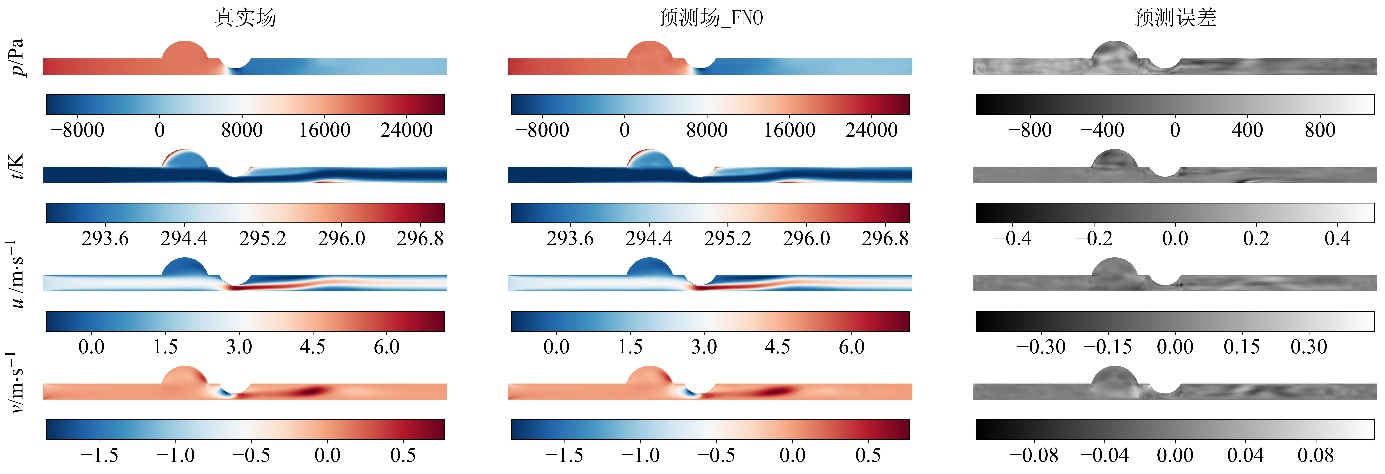 真实场 预测场_FNO 预测误差
p/Pa
−8000 0 8000 16000 24000 −8000 0 8000 16000 24000 −800 −400 0 400 800
t/K
293.6 294.4 295.2 296.0 296.8 293.6 294.4 295.2 296.0 296.8 −0.4 −0.2 0.0 0.2 0.4
u /m·s⁻¹
0.0 1.5 3.0 4.5 6.0 0.0 1.5 3.0 4.5 6.0 −0.30 −0.15 0.00 0.15 0.30
v/m·s⁻¹
−1.5 −1.0 −0.5 0.0 0.5 −1.5 −1.0 −0.5 0.0 0.5 −0.08 −0.04 0.00 0.04 0.08